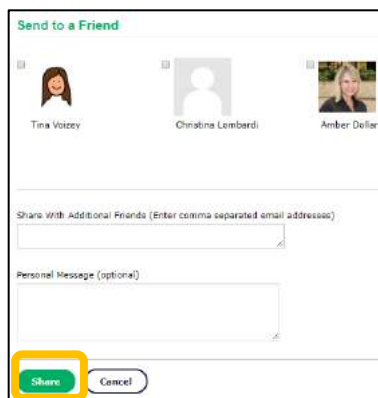 Send to a Friend
Tina Voizey
Christina Lombardi
Amber Dollar
Share With Additional Friends (Enter comma separated email addresses)
Personal Message (optional)
Share
Cancel